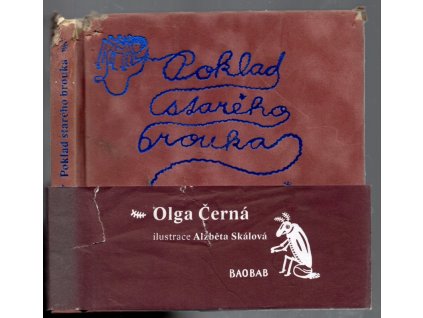 Poklad starého brouka
Poklad
starého
brouka
Olga Černá
ilustrace Alžběta Skálová
BAOBAB